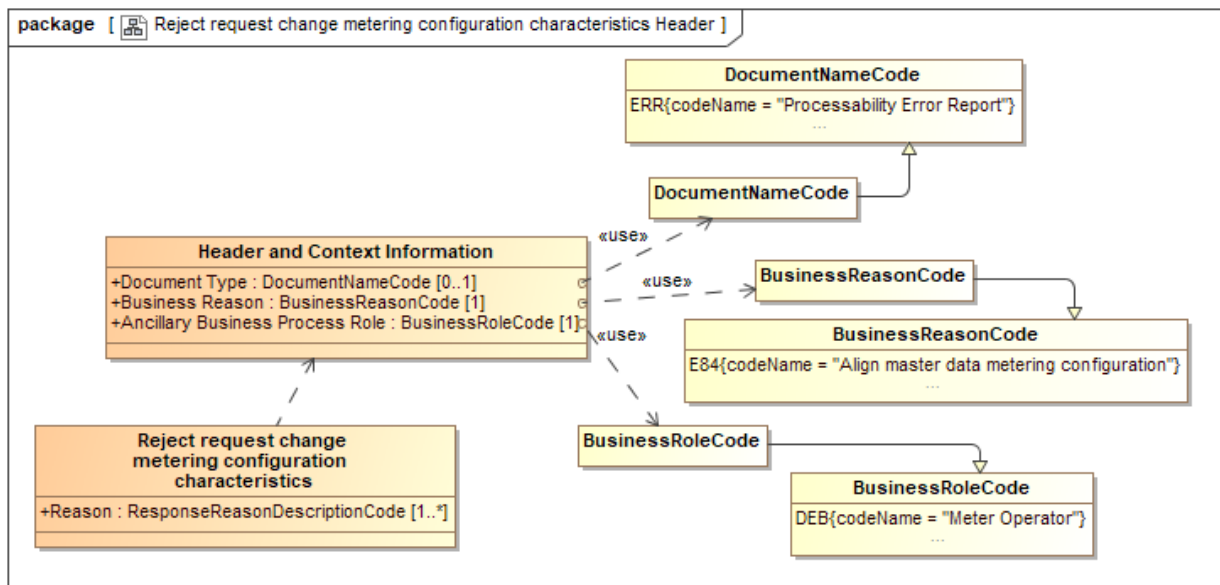 package [ Reject request change metering configuration characteristics Header ]
DocumentNameCode
ERR{codeName = "Processability Error Report"}
...
DocumentNameCode
«use»
Header and Context Information
+Document Type : DocumentNameCode [0..1]
+Business Reason : BusinessReasonCode [1]
+Ancillary Business Process Role : BusinessRoleCode [1]
«use»
BusinessReasonCode
BusinessReasonCode
E84{codeName = "Align master data metering configuration"}
...
«use»
Reject request change
metering configuration
characteristics
+Reason : ResponseReasonDescriptionCode [1..*]
BusinessRoleCode
BusinessRoleCode
DEB{codeName = "Meter Operator"}
...